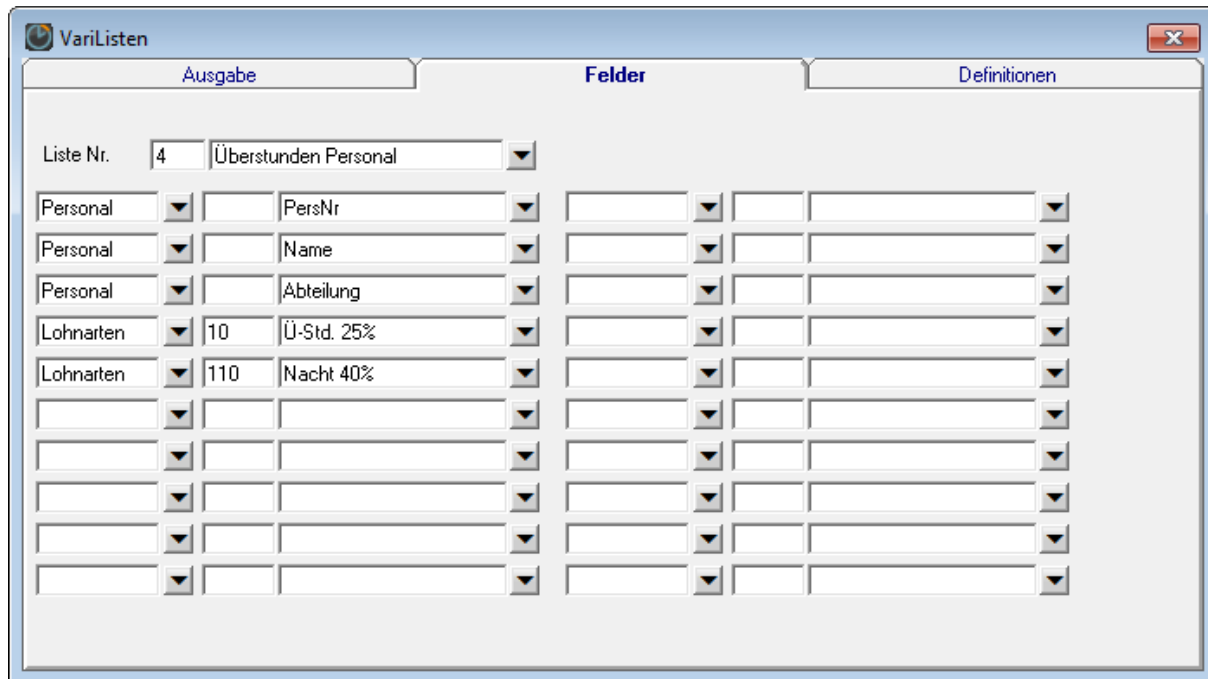 VariListen
Ausgabe Felder Definitionen
Liste Nr. 4 Überstunden Personal
Personal PersNr
Personal Name
Personal Abteilung
Lohnarten 10 Ü-Std. 25%
Lohnarten 110 Nacht 40%